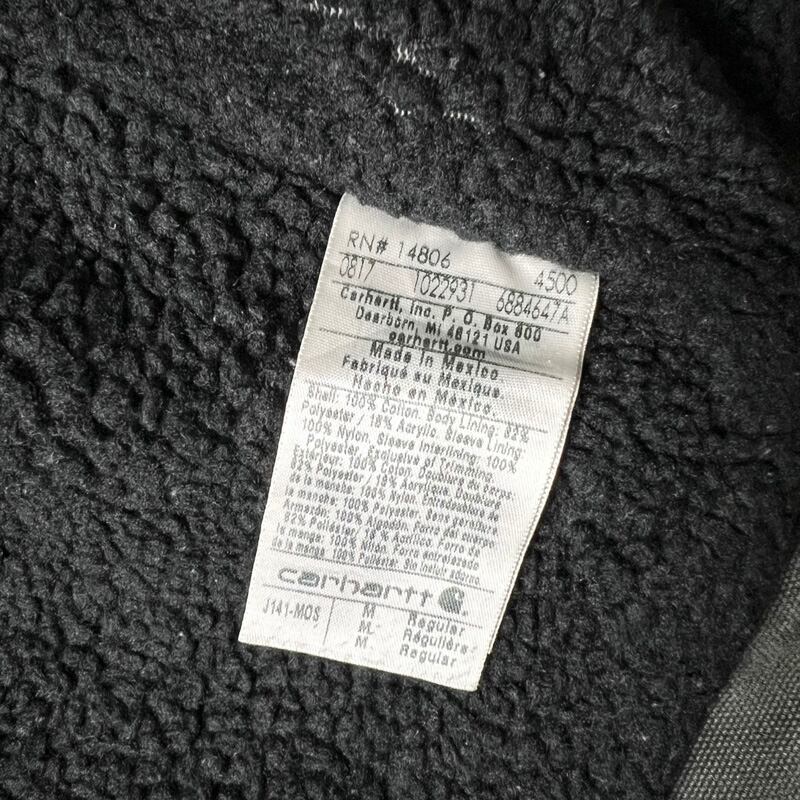 RN# 14806
0817 1022931 4500
6884647A
Carhartt, Inc. P. O. Box 600
Dearborn, MI 48121 USA
carhartt.com
Made in Mexico
Fabriqué au Mexique
Hecho en Mexico
Shell: 100% Cotton. Body Lining: 82%
Polyester / 18% Acrylic. Sleeve Lining
100% Nylon. Sleeve Interlining: 100%
Polyester. Exclusive of Trimming.
Extérieur: 100% Coton. Doublure du corps:
82% Polyester / 18% Acrylique. Doublure
de la manche: 100% Nylon. Entredoublure de
la manche: 100% Polyester. Sans garniture
Armazón: 100% Algodón. Forro del cuerpo
82% Poliéster 18 % Acrílico. Forro de
manga: 100% Nilón. Forro entremezclado
de la manga: 100% Poliéster. Sin incluir adorno.
carhartt
J141-MOS M Regular
M Régulière
M Regular